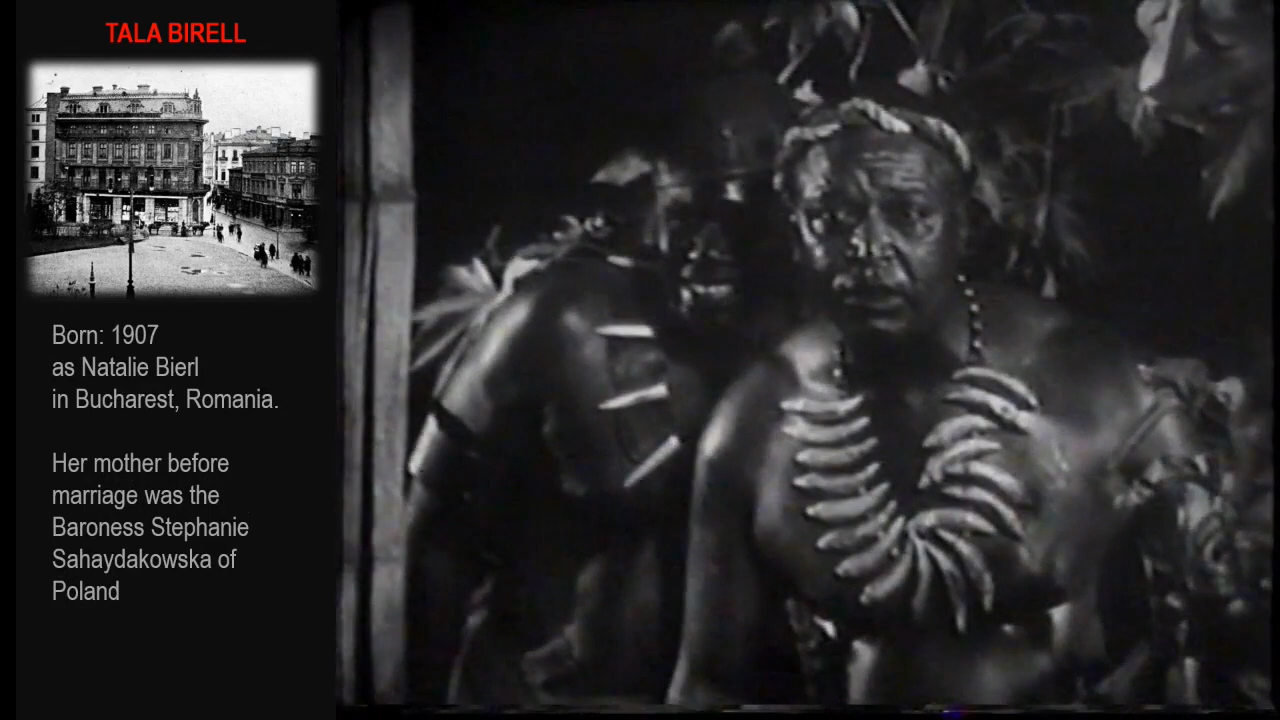 TALA BIRELL
Born: 1907
as Natalie Bierl
in Bucharest, Romania.
Her mother before
marriage was the
Baroness Stephanie
Sahaydakowska of
Poland